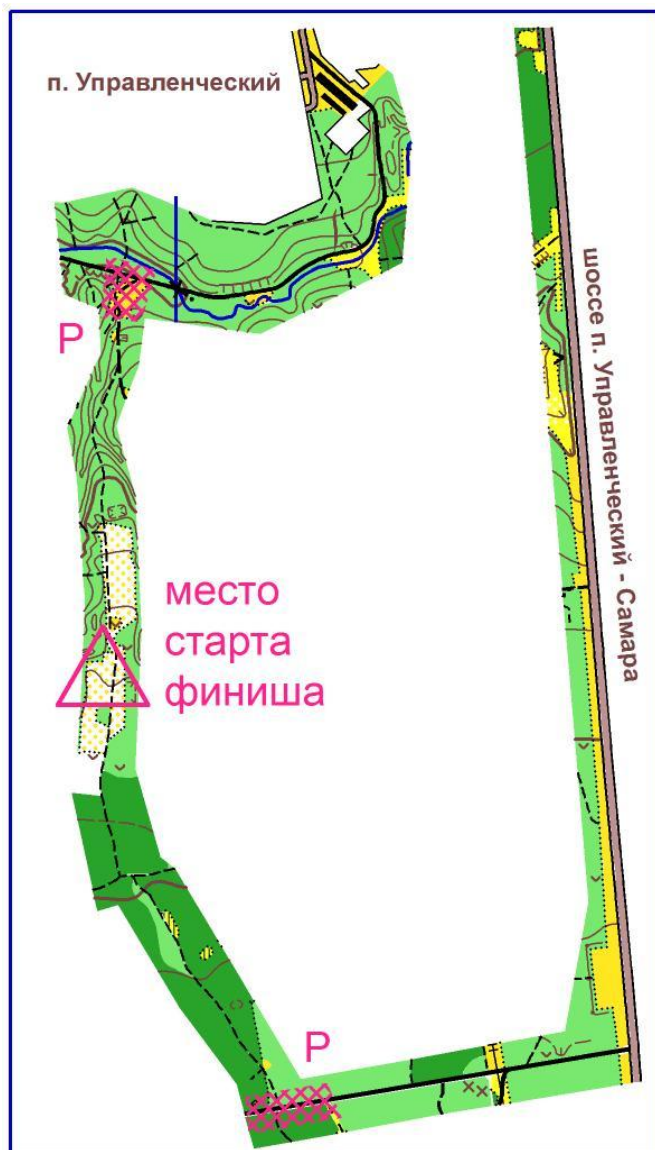 п. Управленческий
P
шоссе п. Управленческий - Самара
место
старта
финиша
P